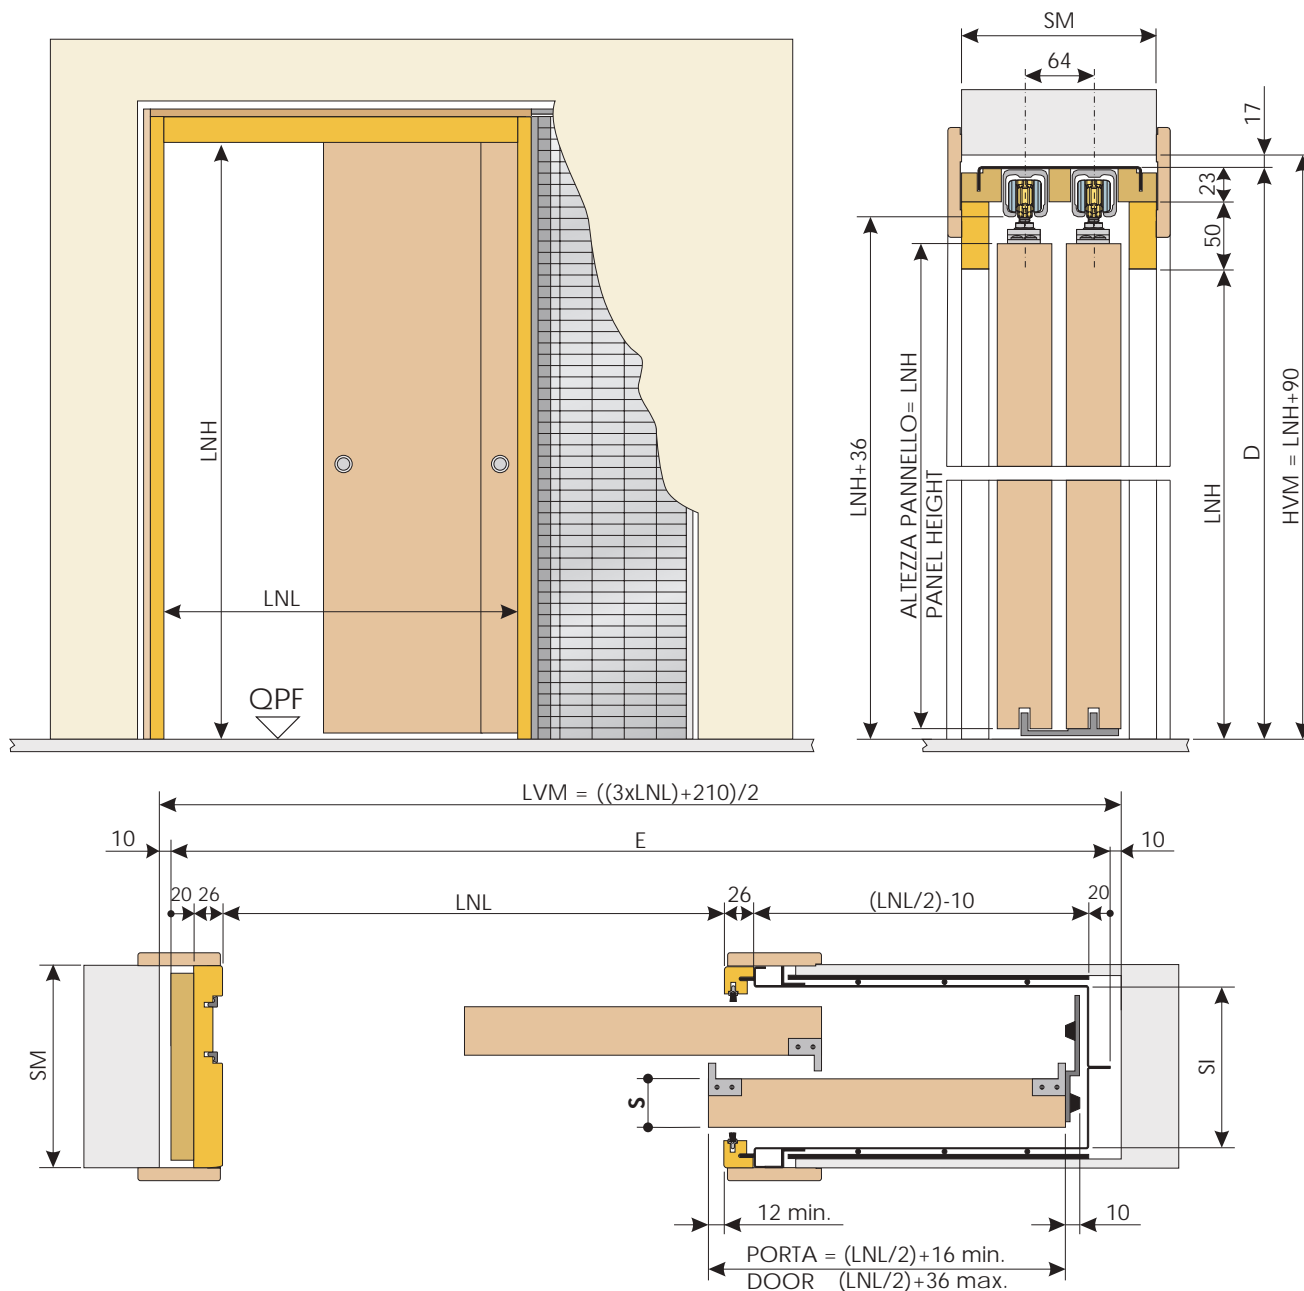 SM
64
17
23
50
LNH
LNL
QPF
LNH+36
ALTEZZA PANNELLO= LNH
PANEL HEIGHT
LNH
D
HVM = LNH+90
LVM = ((3xLNL)+210)/2
10
E
10
20
26
LNL
26
(LNL/2)-10
20
SM
S
SI
12 min.
10
PORTA = (LNL/2)+16 min.
DOOR (LNL/2)+36 max.